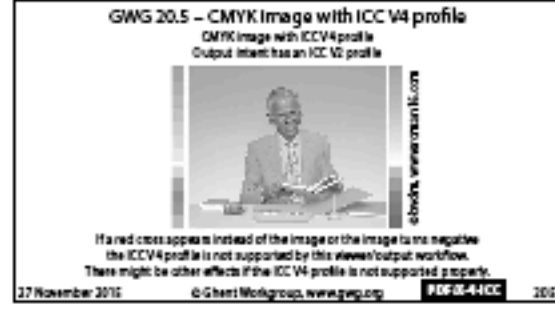 GWG 20.5 – CMYK Image with ICC V4 profile
CMYK image with ICC V4 profile
Output intent has an ICC V2 profile
If a red cross appears instead of the image or the image turns negative
the ICC V4 profile is not supported by this viewer/output workflow.
There might be other effects if the ICC V4 profile is not supported properly.
27 November 2015
© Ghent Workgroup, www.gwg.org